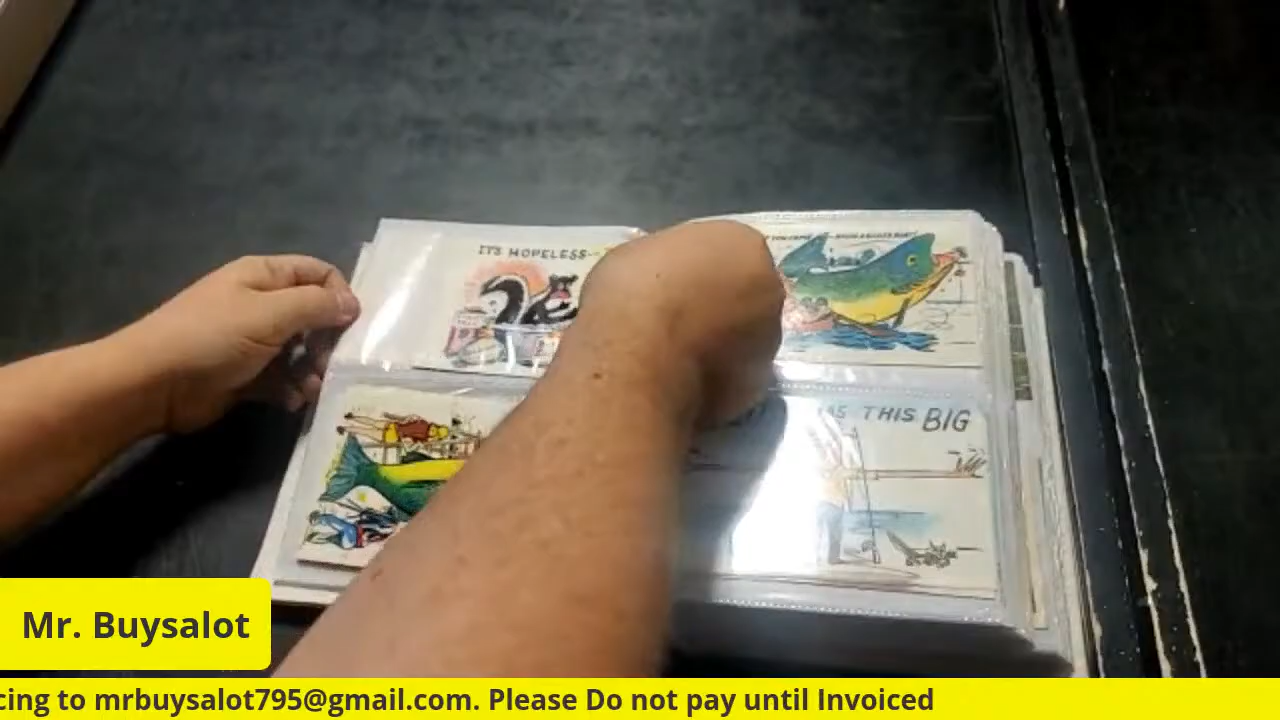 ITS HOPELESS--
AS THIS BIG
Mr. Buysalot
cing to mrbuysalot795@gmail.com. Please Do not pay until Invoiced